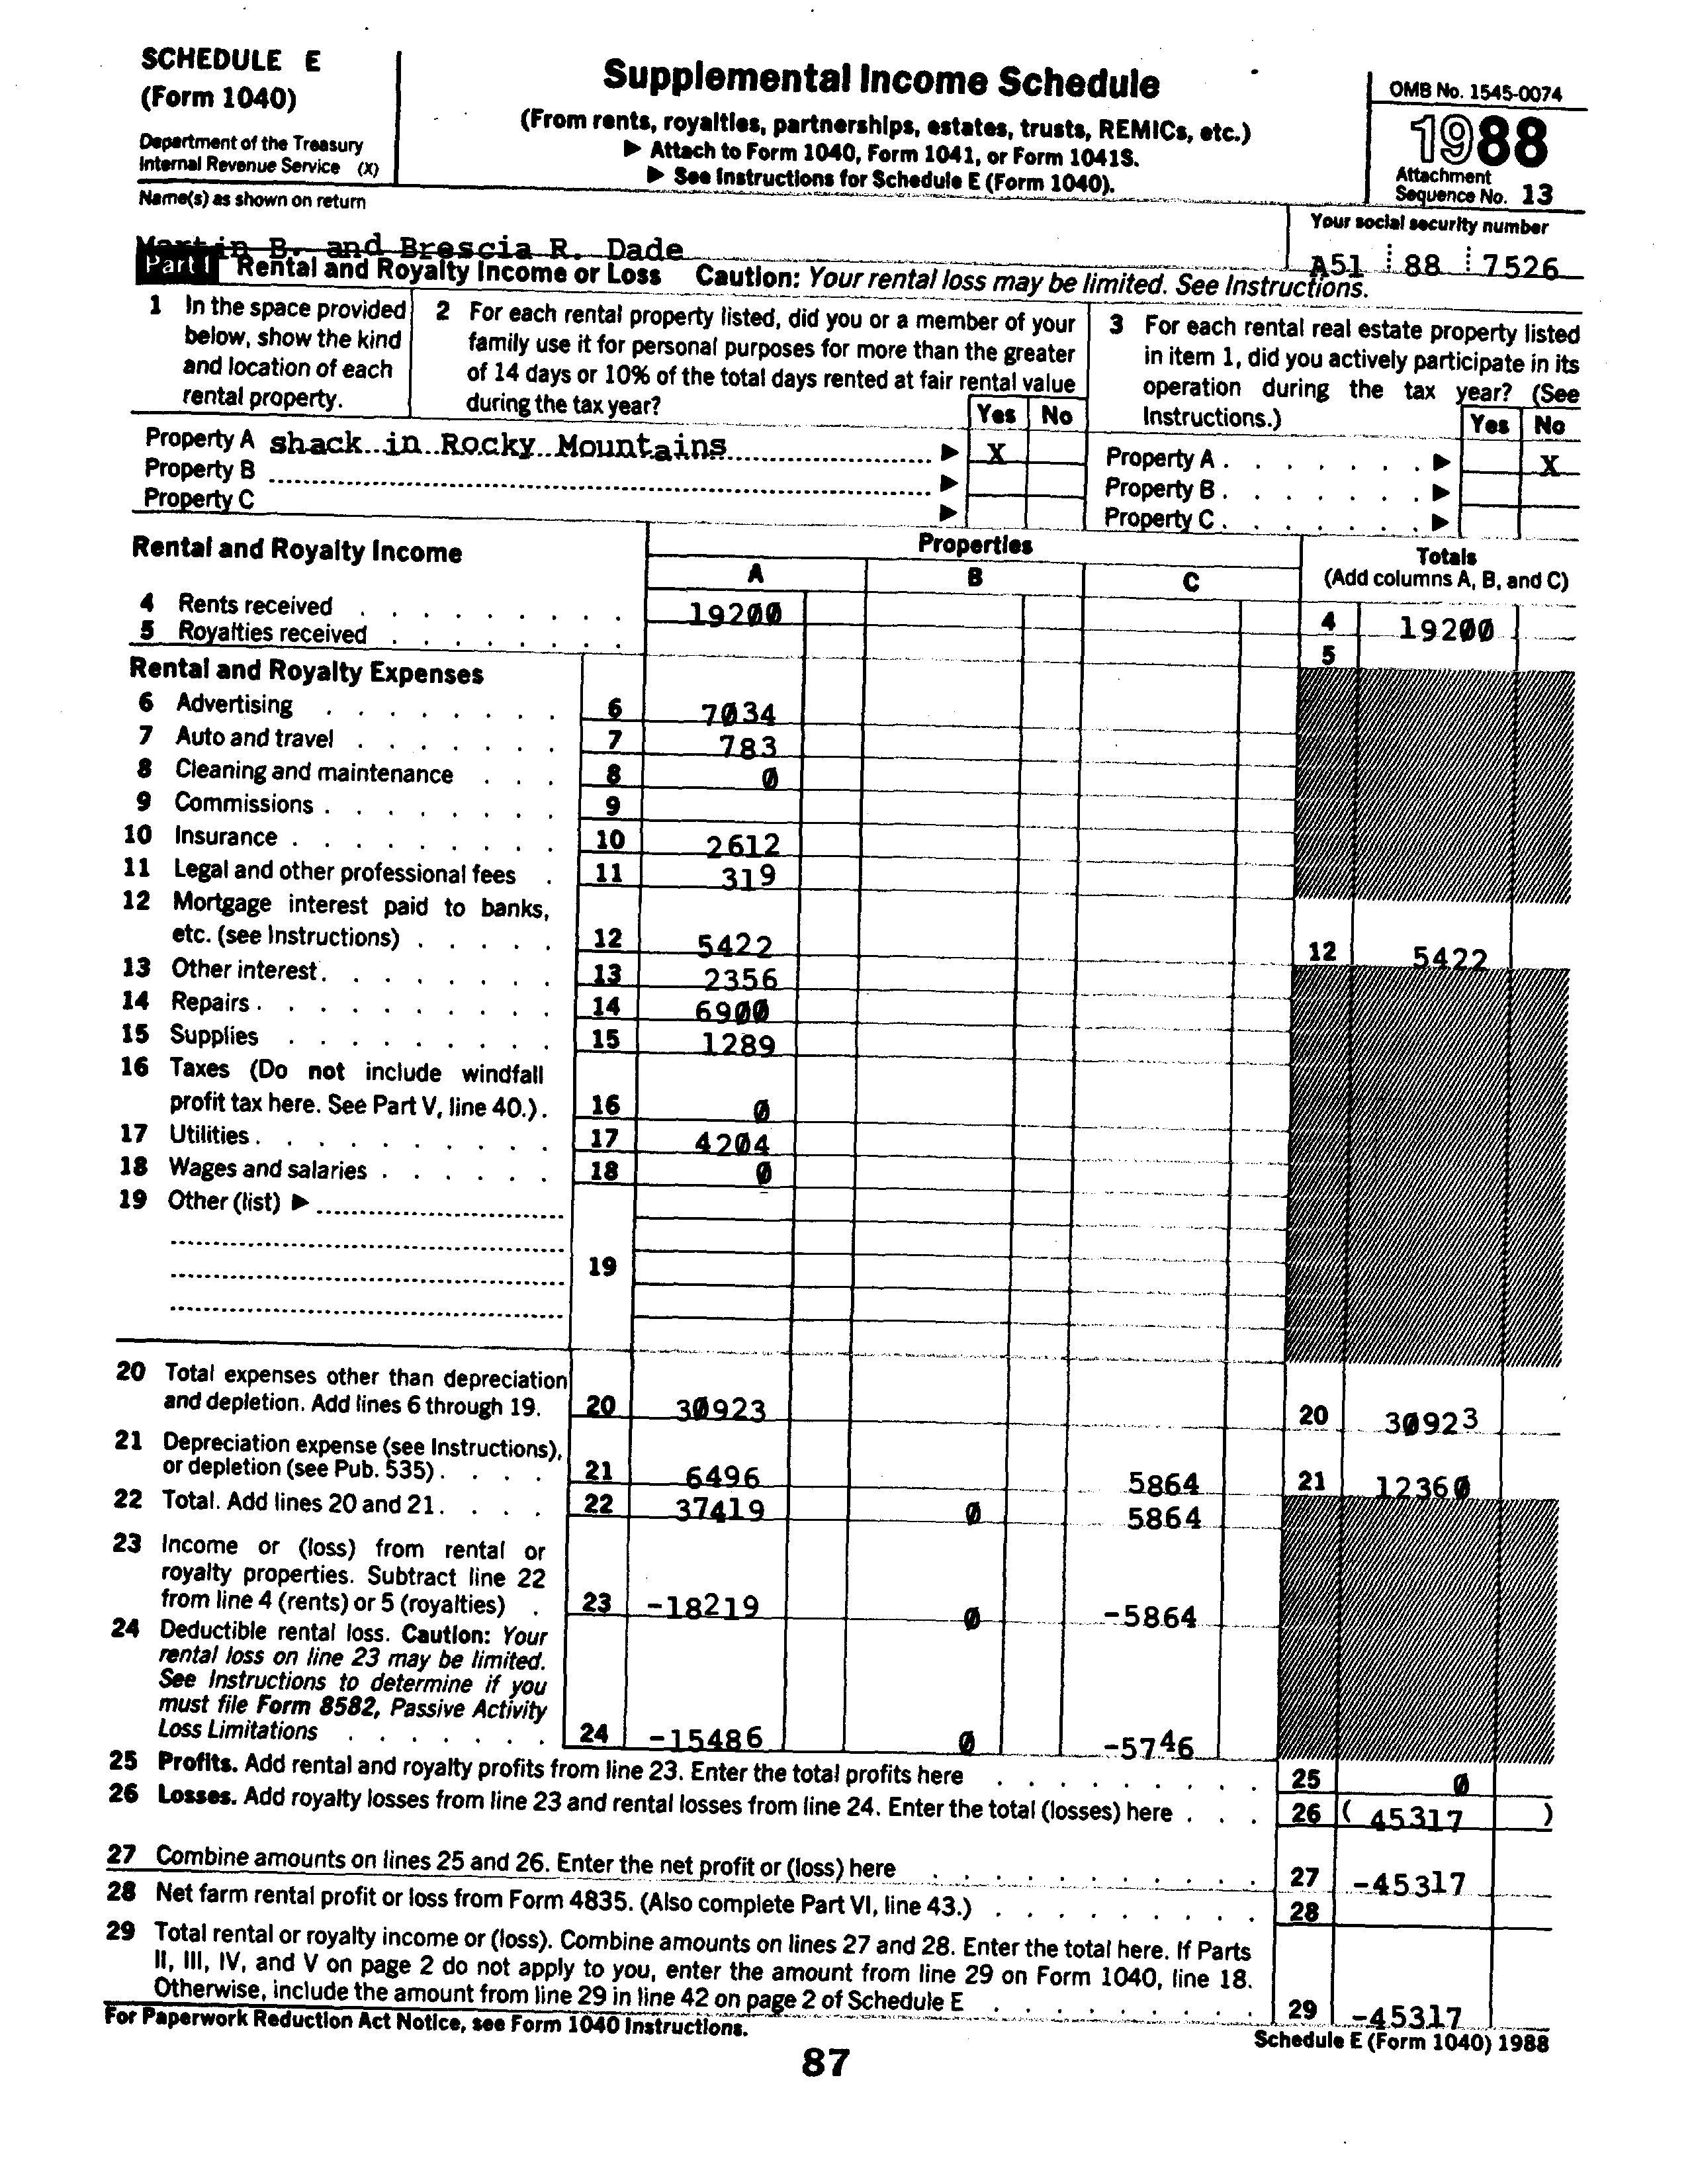 SCHEDULE E
(Form 1040)
Department of the Treasury
Internal Revenue Service (X)
Supplemental Income Schedule
(From rents, royalties, partnerships, estates, trusts, REMICs, etc.)
▶ Attach to Form 1040, Form 1041, or Form 1041S.
▶ See Instructions for Schedule E (Form 1040).
OMB No. 1545-0074
1988
Attachment
Sequence No. 13
Name(s) as shown on return
Your social security number
Martin B. and Brescia R. Dade
A51 88 7526
Part I Rental and Royalty Income or Loss Caution: Your rental loss may be limited. See Instructions.
1 In the space provided
below, show the kind
and location of each
rental property.
2 For each rental property listed, did you or a member of your
family use it for personal purposes for more than the greater
of 14 days or 10% of the total days rented at fair rental value
during the tax year?
Yes No
3 For each rental real estate property listed
in item 1, did you actively participate in its
operation during the tax year? (See
Instructions.)
Yes No
Property A shack in Rocky Mountains ▶ X
Property B ▶
Property C ▶
Property A ▶ X
Property B ▶
Property C ▶
Rental and Royalty Income
Properties
A B C
Totals
(Add columns A, B, and C)
4 Rents received 19200 4 19200
5 Royalties received 5
Rental and Royalty Expenses
6 Advertising 6 7034
7 Auto and travel 7 783
8 Cleaning and maintenance 8 0
9 Commissions 9
10 Insurance 10 2612
11 Legal and other professional fees 11 319
12 Mortgage interest paid to banks,
etc. (see Instructions) 12 5422 12 5422
13 Other interest 13 2356
14 Repairs 14 6900
15 Supplies 15 1289
16 Taxes (Do not include windfall
profit tax here. See Part V, line 40.) 16 0
17 Utilities 17 4204
18 Wages and salaries 18 0
19 Other (list) ▶
19
20 Total expenses other than depreciation
and depletion. Add lines 6 through 19. 20 30923 20 30923
21 Depreciation expense (see Instructions),
or depletion (see Pub. 535) 21 6496 5864 21 12360
22 Total. Add lines 20 and 21 22 37419 0 5864
23 Income or (loss) from rental or
royalty properties. Subtract line 22
from line 4 (rents) or 5 (royalties) 23 -18219 0 -5864
24 Deductible rental loss. Caution: Your
rental loss on line 23 may be limited.
See Instructions to determine if you
must file Form 8582, Passive Activity
Loss Limitations 24 -15486 0 -5746
25 Profits. Add rental and royalty profits from line 23. Enter the total profits here 25 0
26 Losses. Add royalty losses from line 23 and rental losses from line 24. Enter the total (losses) here 26 ( 45317 )
27 Combine amounts on lines 25 and 26. Enter the net profit or (loss) here 27 -45317
28 Net farm rental profit or loss from Form 4835. (Also complete Part VI, line 43.) 28
29 Total rental or royalty income or (loss). Combine amounts on lines 27 and 28. Enter the total here. If Parts
II, III, IV, and V on page 2 do not apply to you, enter the amount from line 29 on Form 1040, line 18.
Otherwise, include the amount from line 29 in line 42 on page 2 of Schedule E 29 -45317
For Paperwork Reduction Act Notice, see Form 1040 Instructions.
Schedule E (Form 1040) 1988
87